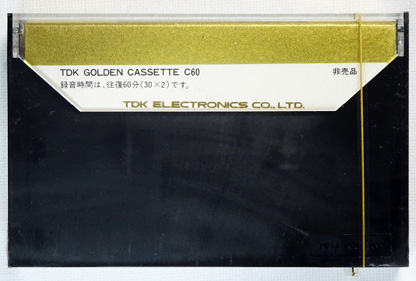 TDK GOLDEN CASSETTE C60 非売品
録音時間は、往復60分(30×2)です。
TDK ELECTRONICS CO., LTD.